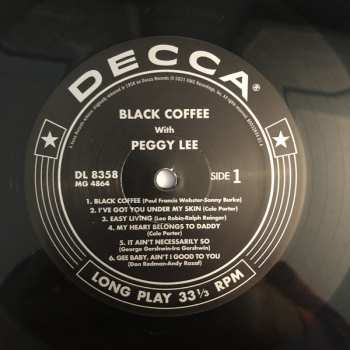 DECCA®
BLACK COFFEE
With
PEGGY LEE
DL 8358
MG 4864
SIDE 1
1. BLACK COFFEE (Paul Francis Webster-Sonny Burke)
2. I'VE GOT YOU UNDER MY SKIN (Cole Porter)
3. EASY LIVING (Leo Robin-Ralph Rainger)
4. MY HEART BELONGS TO DADDY
(Cole Porter)
5. IT AIN'T NECESSARILY SO
(George Gershwin-Ira Gershwin)
6. GEE BABY, AIN'T I GOOD TO YOU
(Don Redman-Andy Razaf)
LONG PLAY 33⅓ RPM